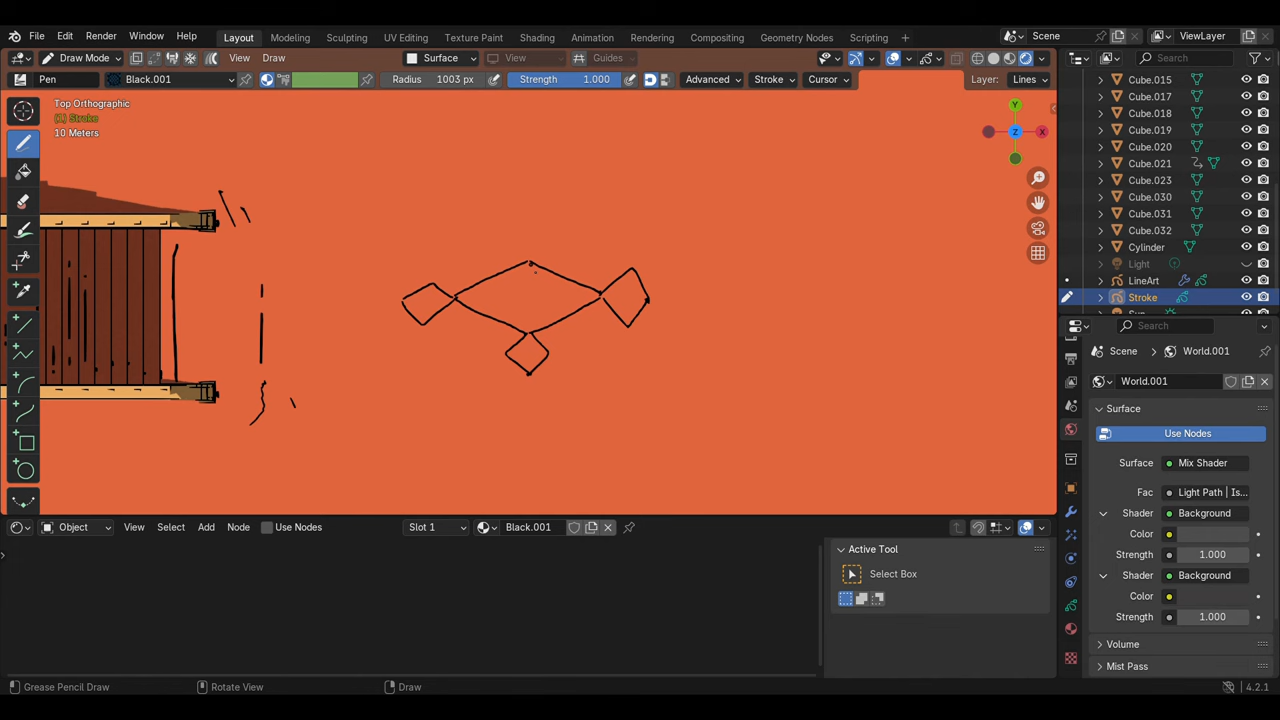 File Edit Render Window Help Layout Modeling Sculpting UV Editing Texture Paint Shading Animation Rendering Compositing Geometry Nodes Scripting Scene ViewLayer
Draw Mode View Draw Surface View Guides Search
Pen Black.001 Radius 1003 px Strength 1.000 Advanced Stroke Cursor Layer: Lines
Top Orthographic
(1) Stroke
10 Meters
Y
Z
X
Cube.015
Cube.017
Cube.018
Cube.019
Cube.020
Cube.021
Cube.023
Cube.030
Cube.031
Cube.032
Cylinder
Light
LineArt
Stroke
Search
Scene World.001
World.001
Surface
Use Nodes
Surface Mix Shader
Fac Light Path | Is...
Shader Background
Color
Strength 1.000
Shader Background
Color
Strength 1.000
Volume
Mist Pass
Object View Select Add Node Use Nodes Slot 1 Black.001
Active Tool
Select Box
Grease Pencil Draw Rotate View Draw 4.2.1